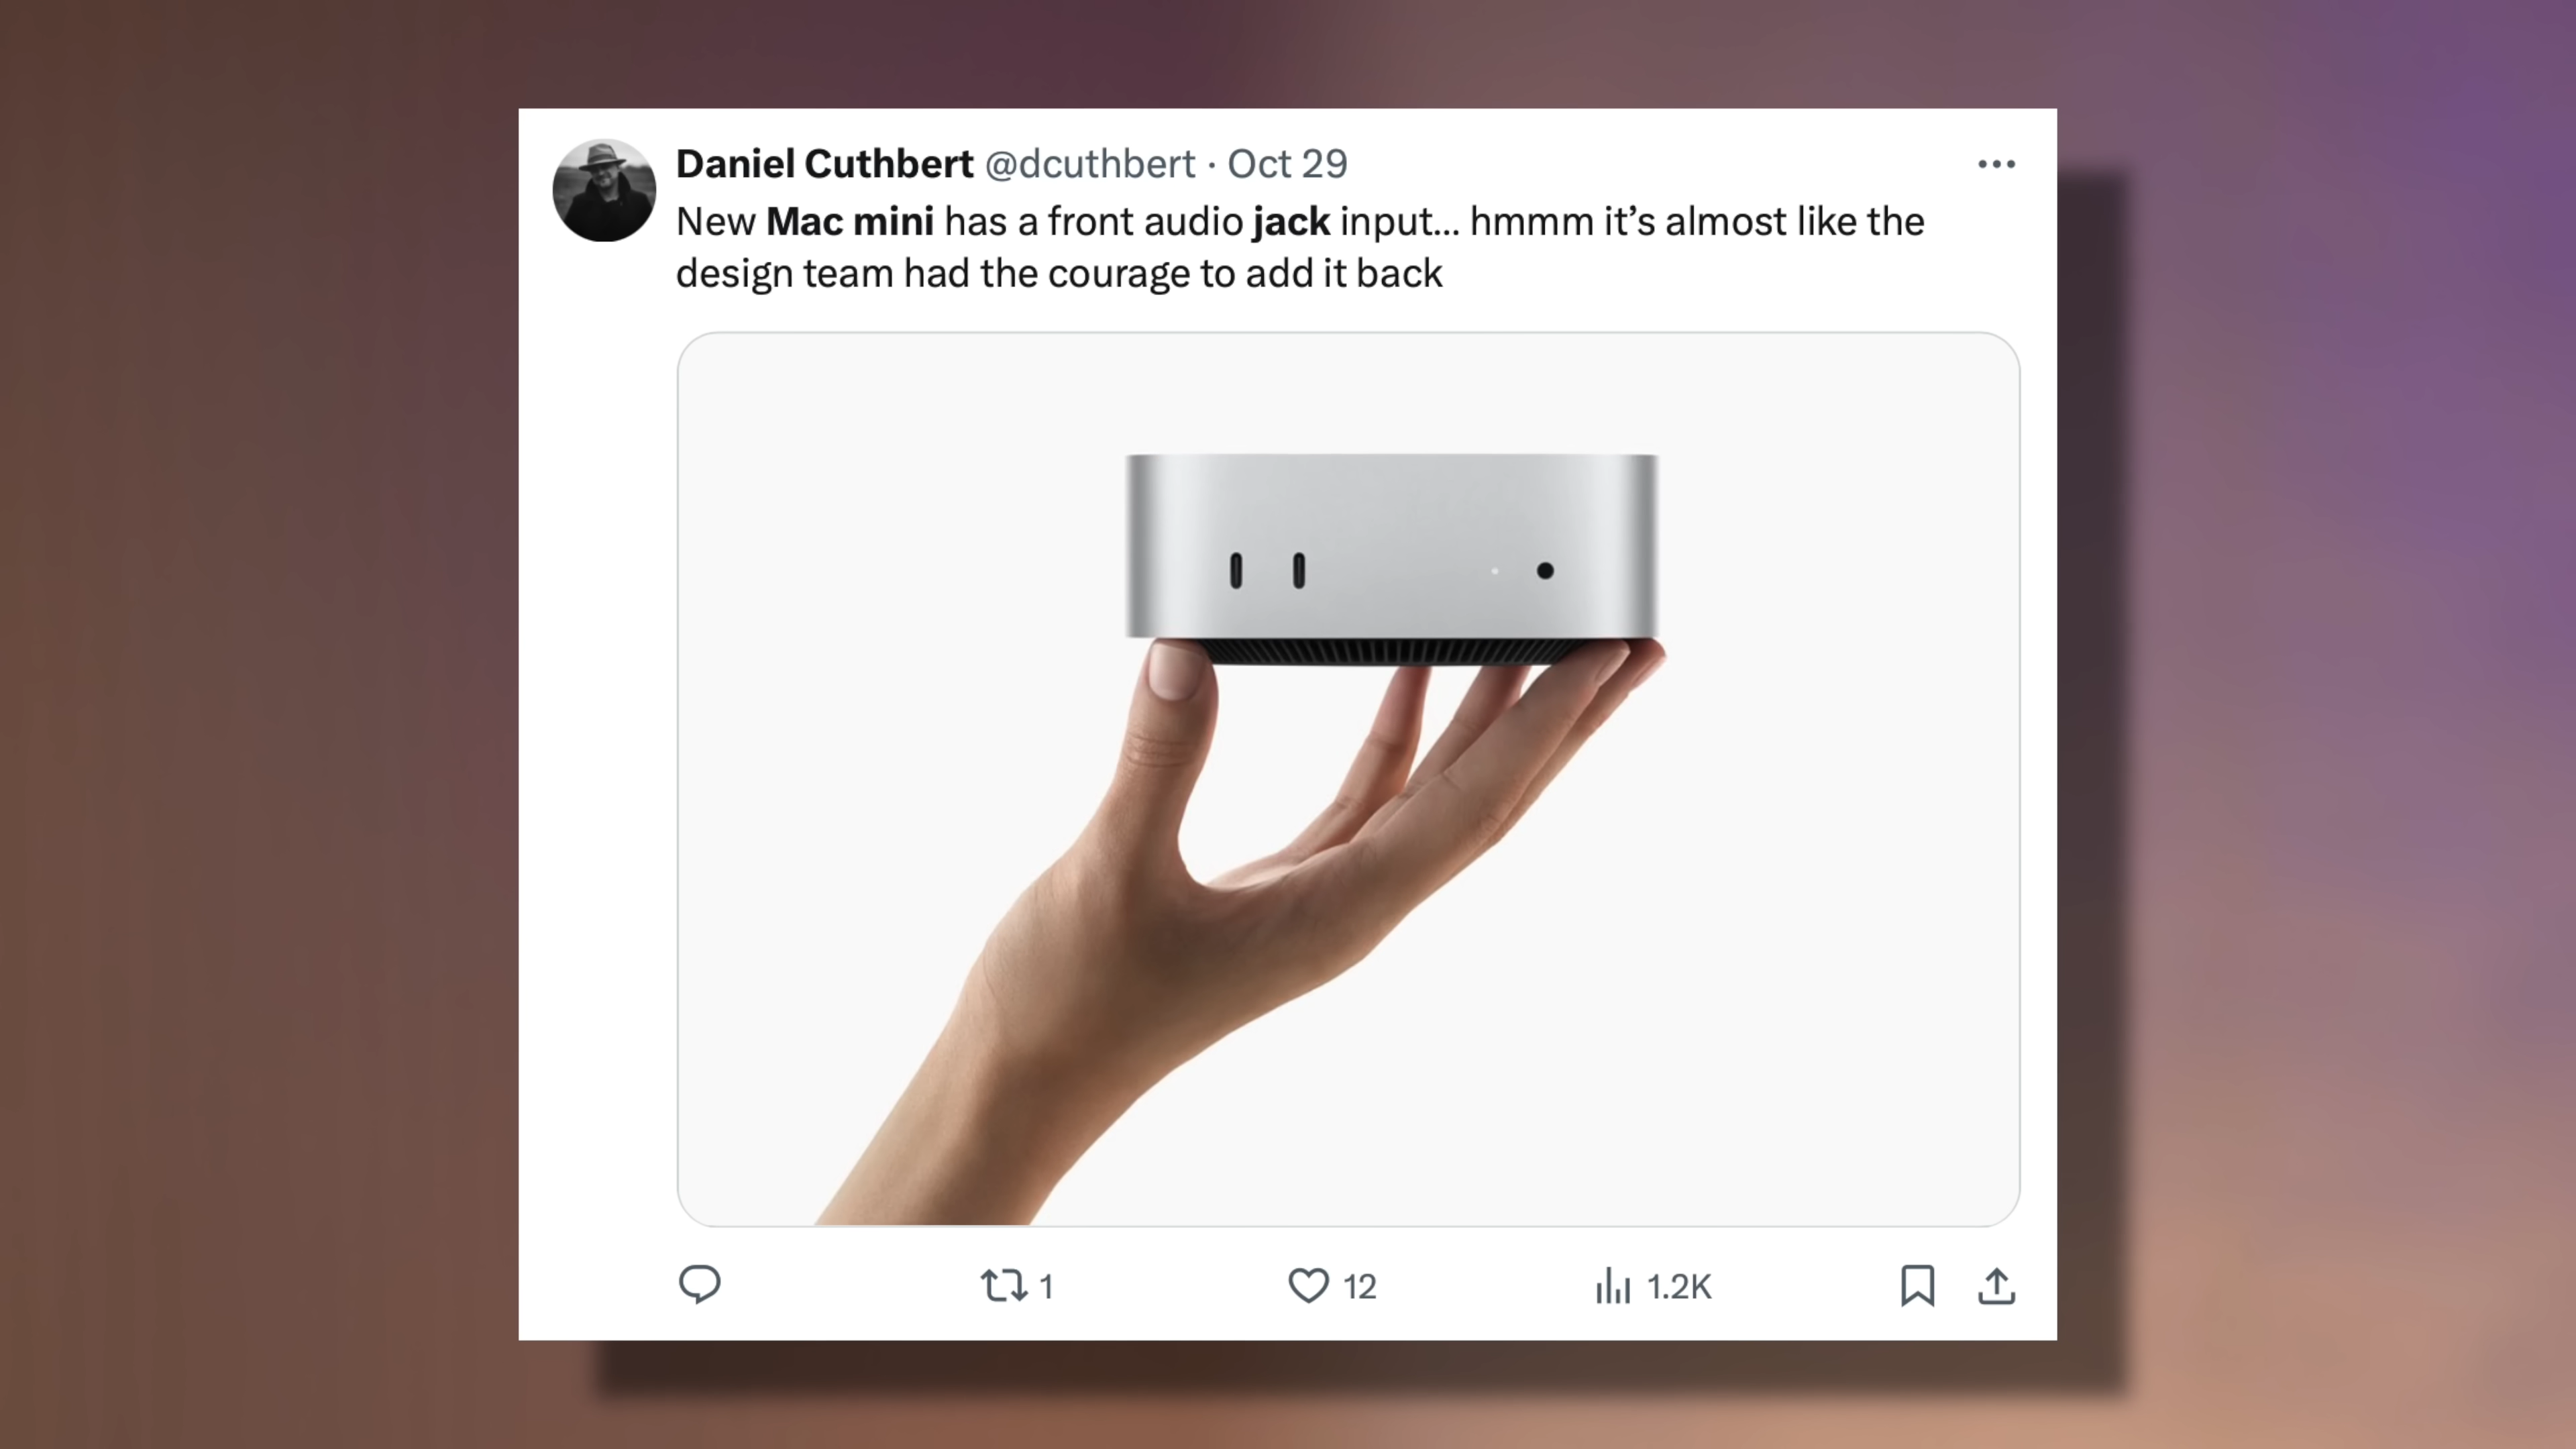 Daniel Cuthbert @dcuthbert · Oct 29
New Mac mini has a front audio jack input... hmmm it’s almost like the
design team had the courage to add it back
1 12 1.2K